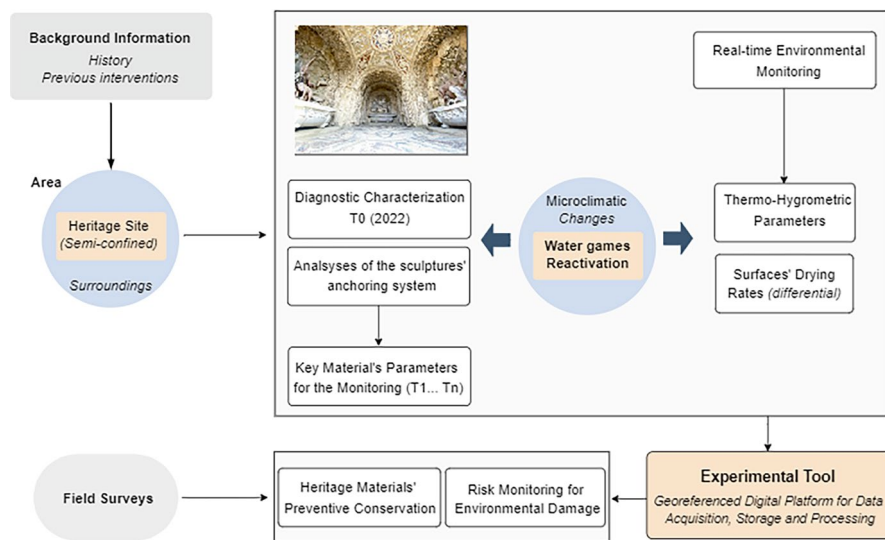 Background Information
History
Previous interventions
Area
Heritage Site
(Semi-confined)
Surroundings
Diagnostic Characterization
T0 (2022)
Analsyses of the sculptures'
anchoring system
Key Material's Parameters
for the Monitoring (T1... Tn)
Microclimatic
Changes
Water games
Reactivation
Real-time Environmental
Monitoring
Thermo-Hygrometric
Parameters
Surfaces' Drying
Rates (differential)
Field Surveys
Heritage Materials'
Preventive Conservation
Risk Monitoring for
Environmental Damage
Experimental Tool
Georeferenced Digital Platform for Data
Acquisition, Storage and Processing